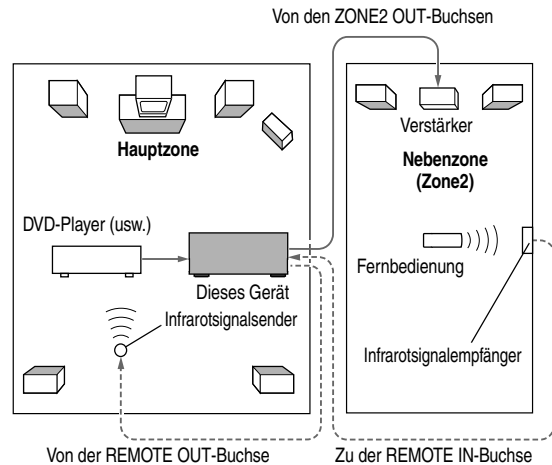 Von den ZONE2 OUT-Buchsen
Hauptzone
Verstärker
Nebenzone
(Zone2)
DVD-Player (usw.)
Dieses Gerät
Fernbedienung
Infrarotsignalsender
Infrarotsignalempfänger
Von der REMOTE OUT-Buchse
Zu der REMOTE IN-Buchse